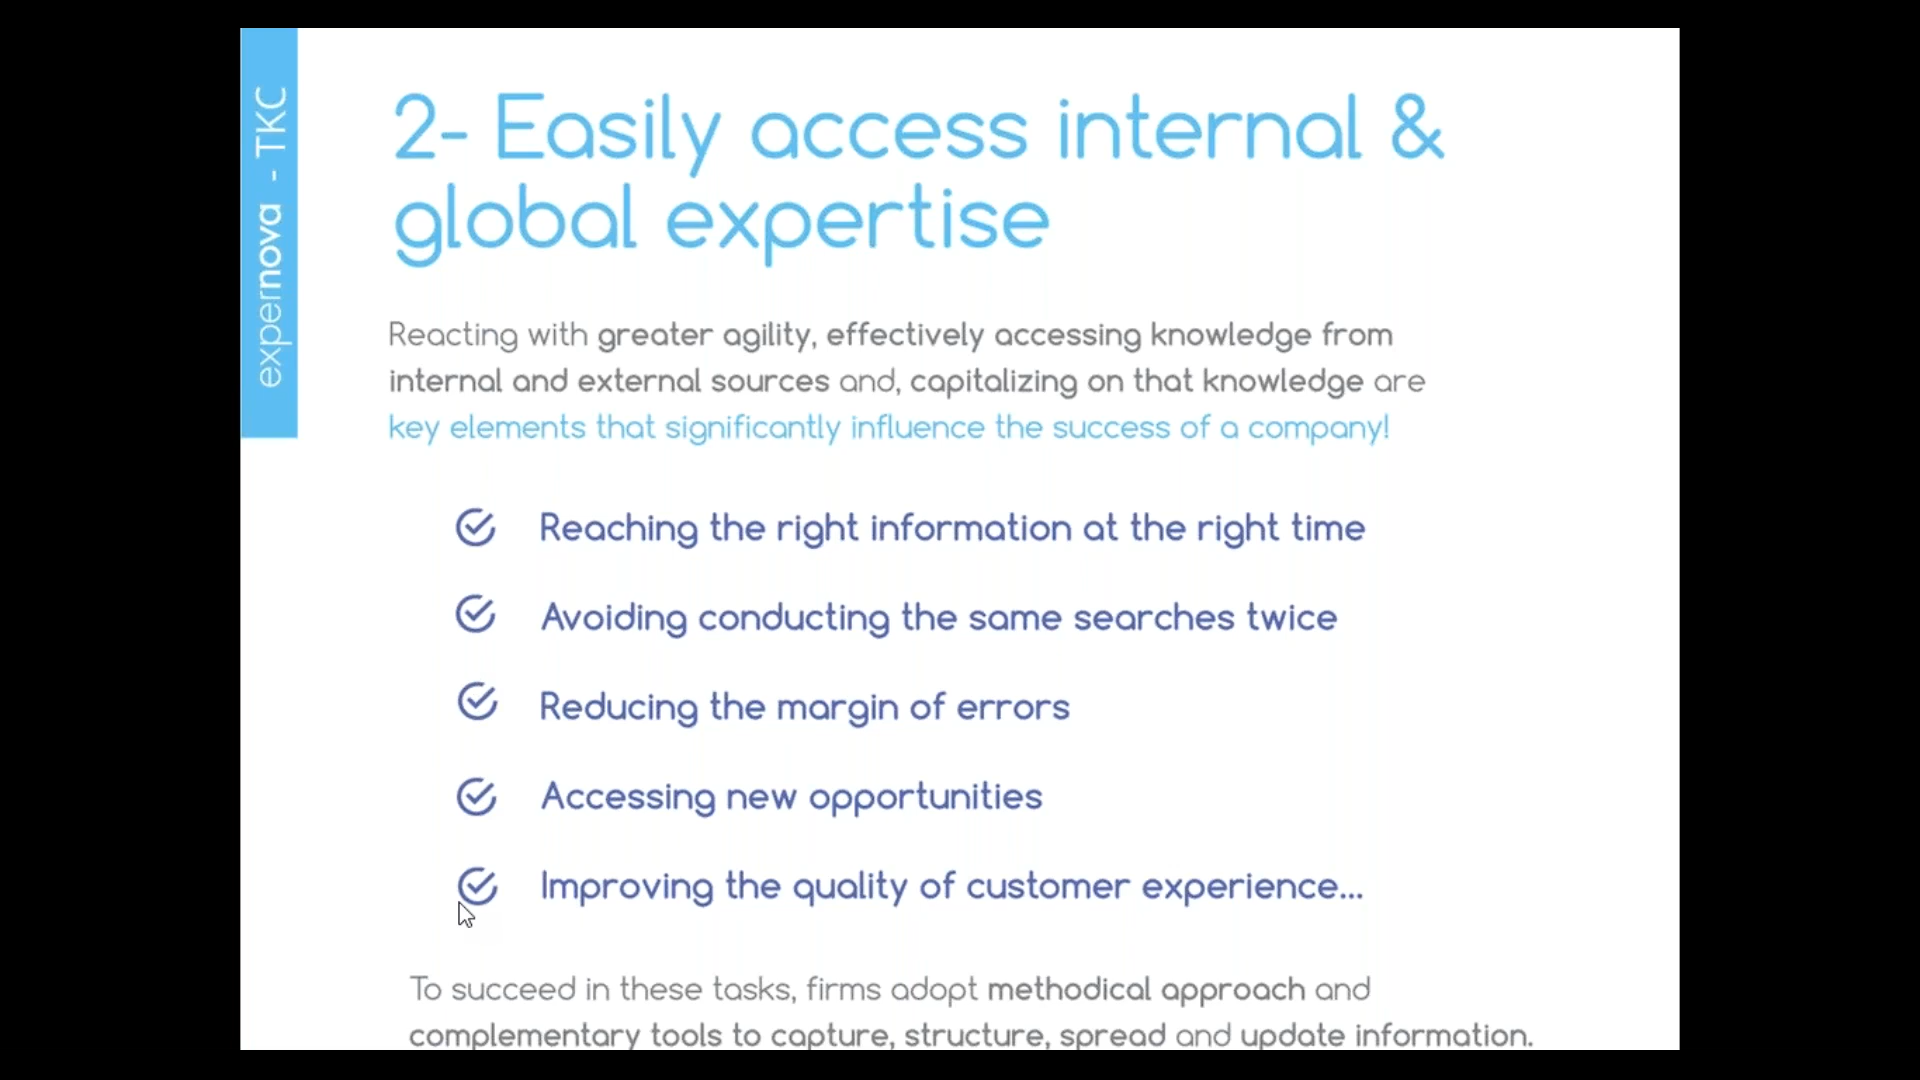 expernova - TKC
2- Easily access internal &
global expertise
Reacting with greater agility, effectively accessing knowledge from
internal and external sources and, capitalizing on that knowledge are
key elements that significantly influence the success of a company!
Reaching the right information at the right time
Avoiding conducting the same searches twice
Reducing the margin of errors
Accessing new opportunities
Improving the quality of customer experience...
To succeed in these tasks, firms adopt methodical approach and
complementary tools to capture, structure, spread and update information.